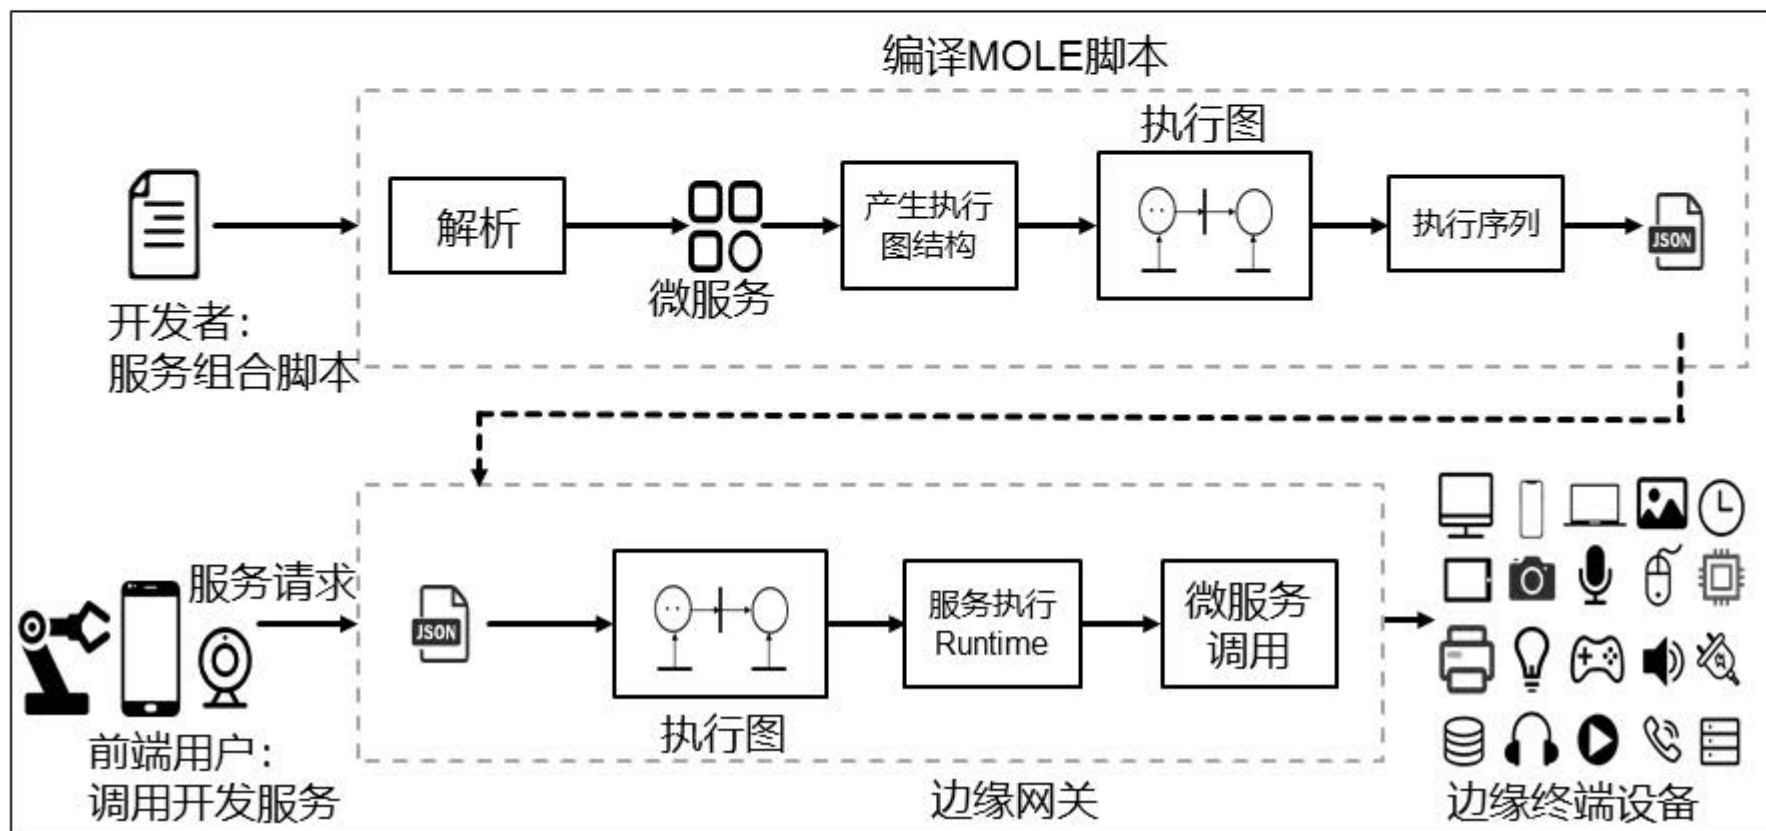 编译MOLE脚本
执行图
解析
微服务
产生执行
图结构
执行序列
JSON
开发者：
服务组合脚本
服务请求
JSON
服务执行
Runtime
微服务
调用
执行图
前端用户：
调用开发服务
边缘网关
边缘终端设备